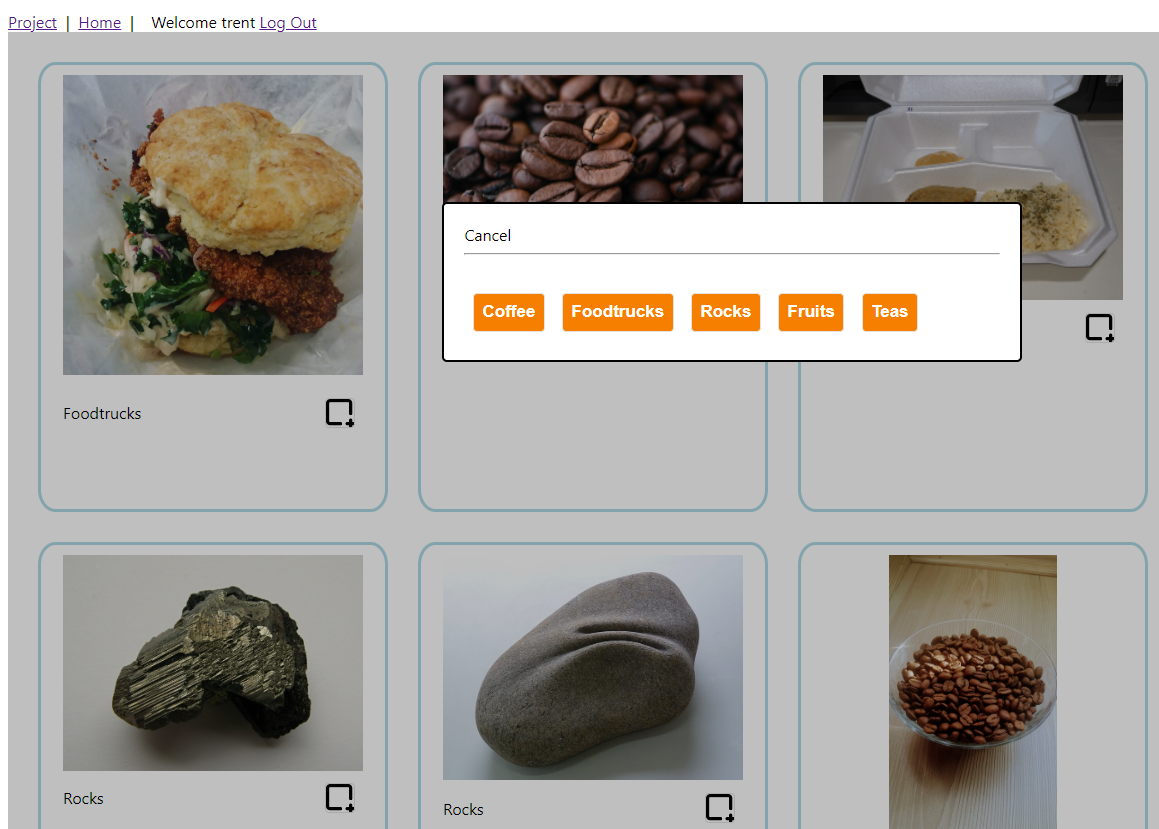 Project | Home | Welcome trent Log Out
Cancel
Coffee Foodtrucks Rocks Fruits Teas
Foodtrucks
Rocks
Rocks